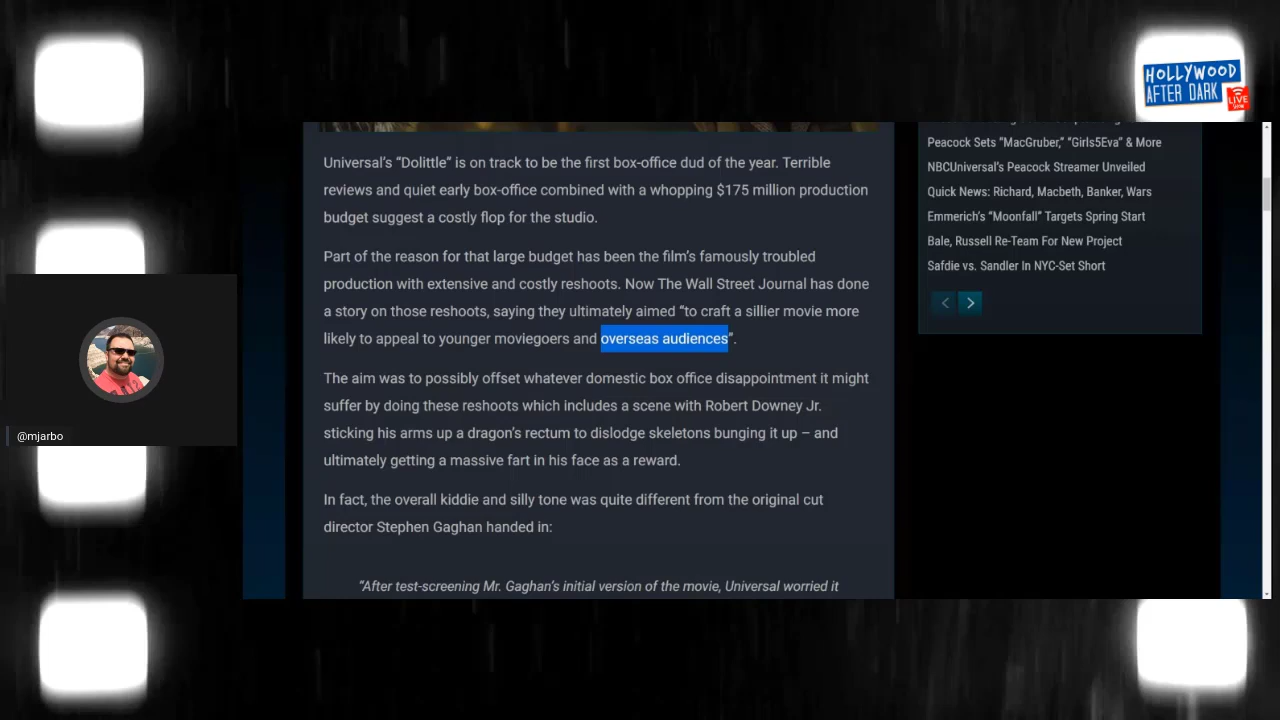 HOLLYWOOD
AFTER DARK
LIVE
SHOW
Universal’s “Dolittle” is on track to be the first box-office dud of the year. Terrible
reviews and quiet early box-office combined with a whopping $175 million production
budget suggest a costly flop for the studio.
Part of the reason for that large budget has been the film’s famously troubled
production with extensive and costly reshoots. Now The Wall Street Journal has done
a story on those reshoots, saying they ultimately aimed “to craft a sillier movie more
likely to appeal to younger moviegoers and overseas audiences”.
The aim was to possibly offset whatever domestic box office disappointment it might
suffer by doing these reshoots which includes a scene with Robert Downey Jr.
sticking his arms up a dragon’s rectum to dislodge skeletons bunging it up – and
ultimately getting a massive fart in his face as a reward.
In fact, the overall kiddie and silly tone was quite different from the original cut
director Stephen Gaghan handed in:
“After test-screening Mr. Gaghan’s initial version of the movie, Universal worried it
Peacock Sets “MacGruber,” “Girls5Eva” & More
NBCUniversal’s Peacock Streamer Unveiled
Quick News: Richard, Macbeth, Banker, Wars
Emmerich’s “Moonfall” Targets Spring Start
Bale, Russell Re-Team For New Project
Safdie vs. Sandler In NYC-Set Short
@mjarbo